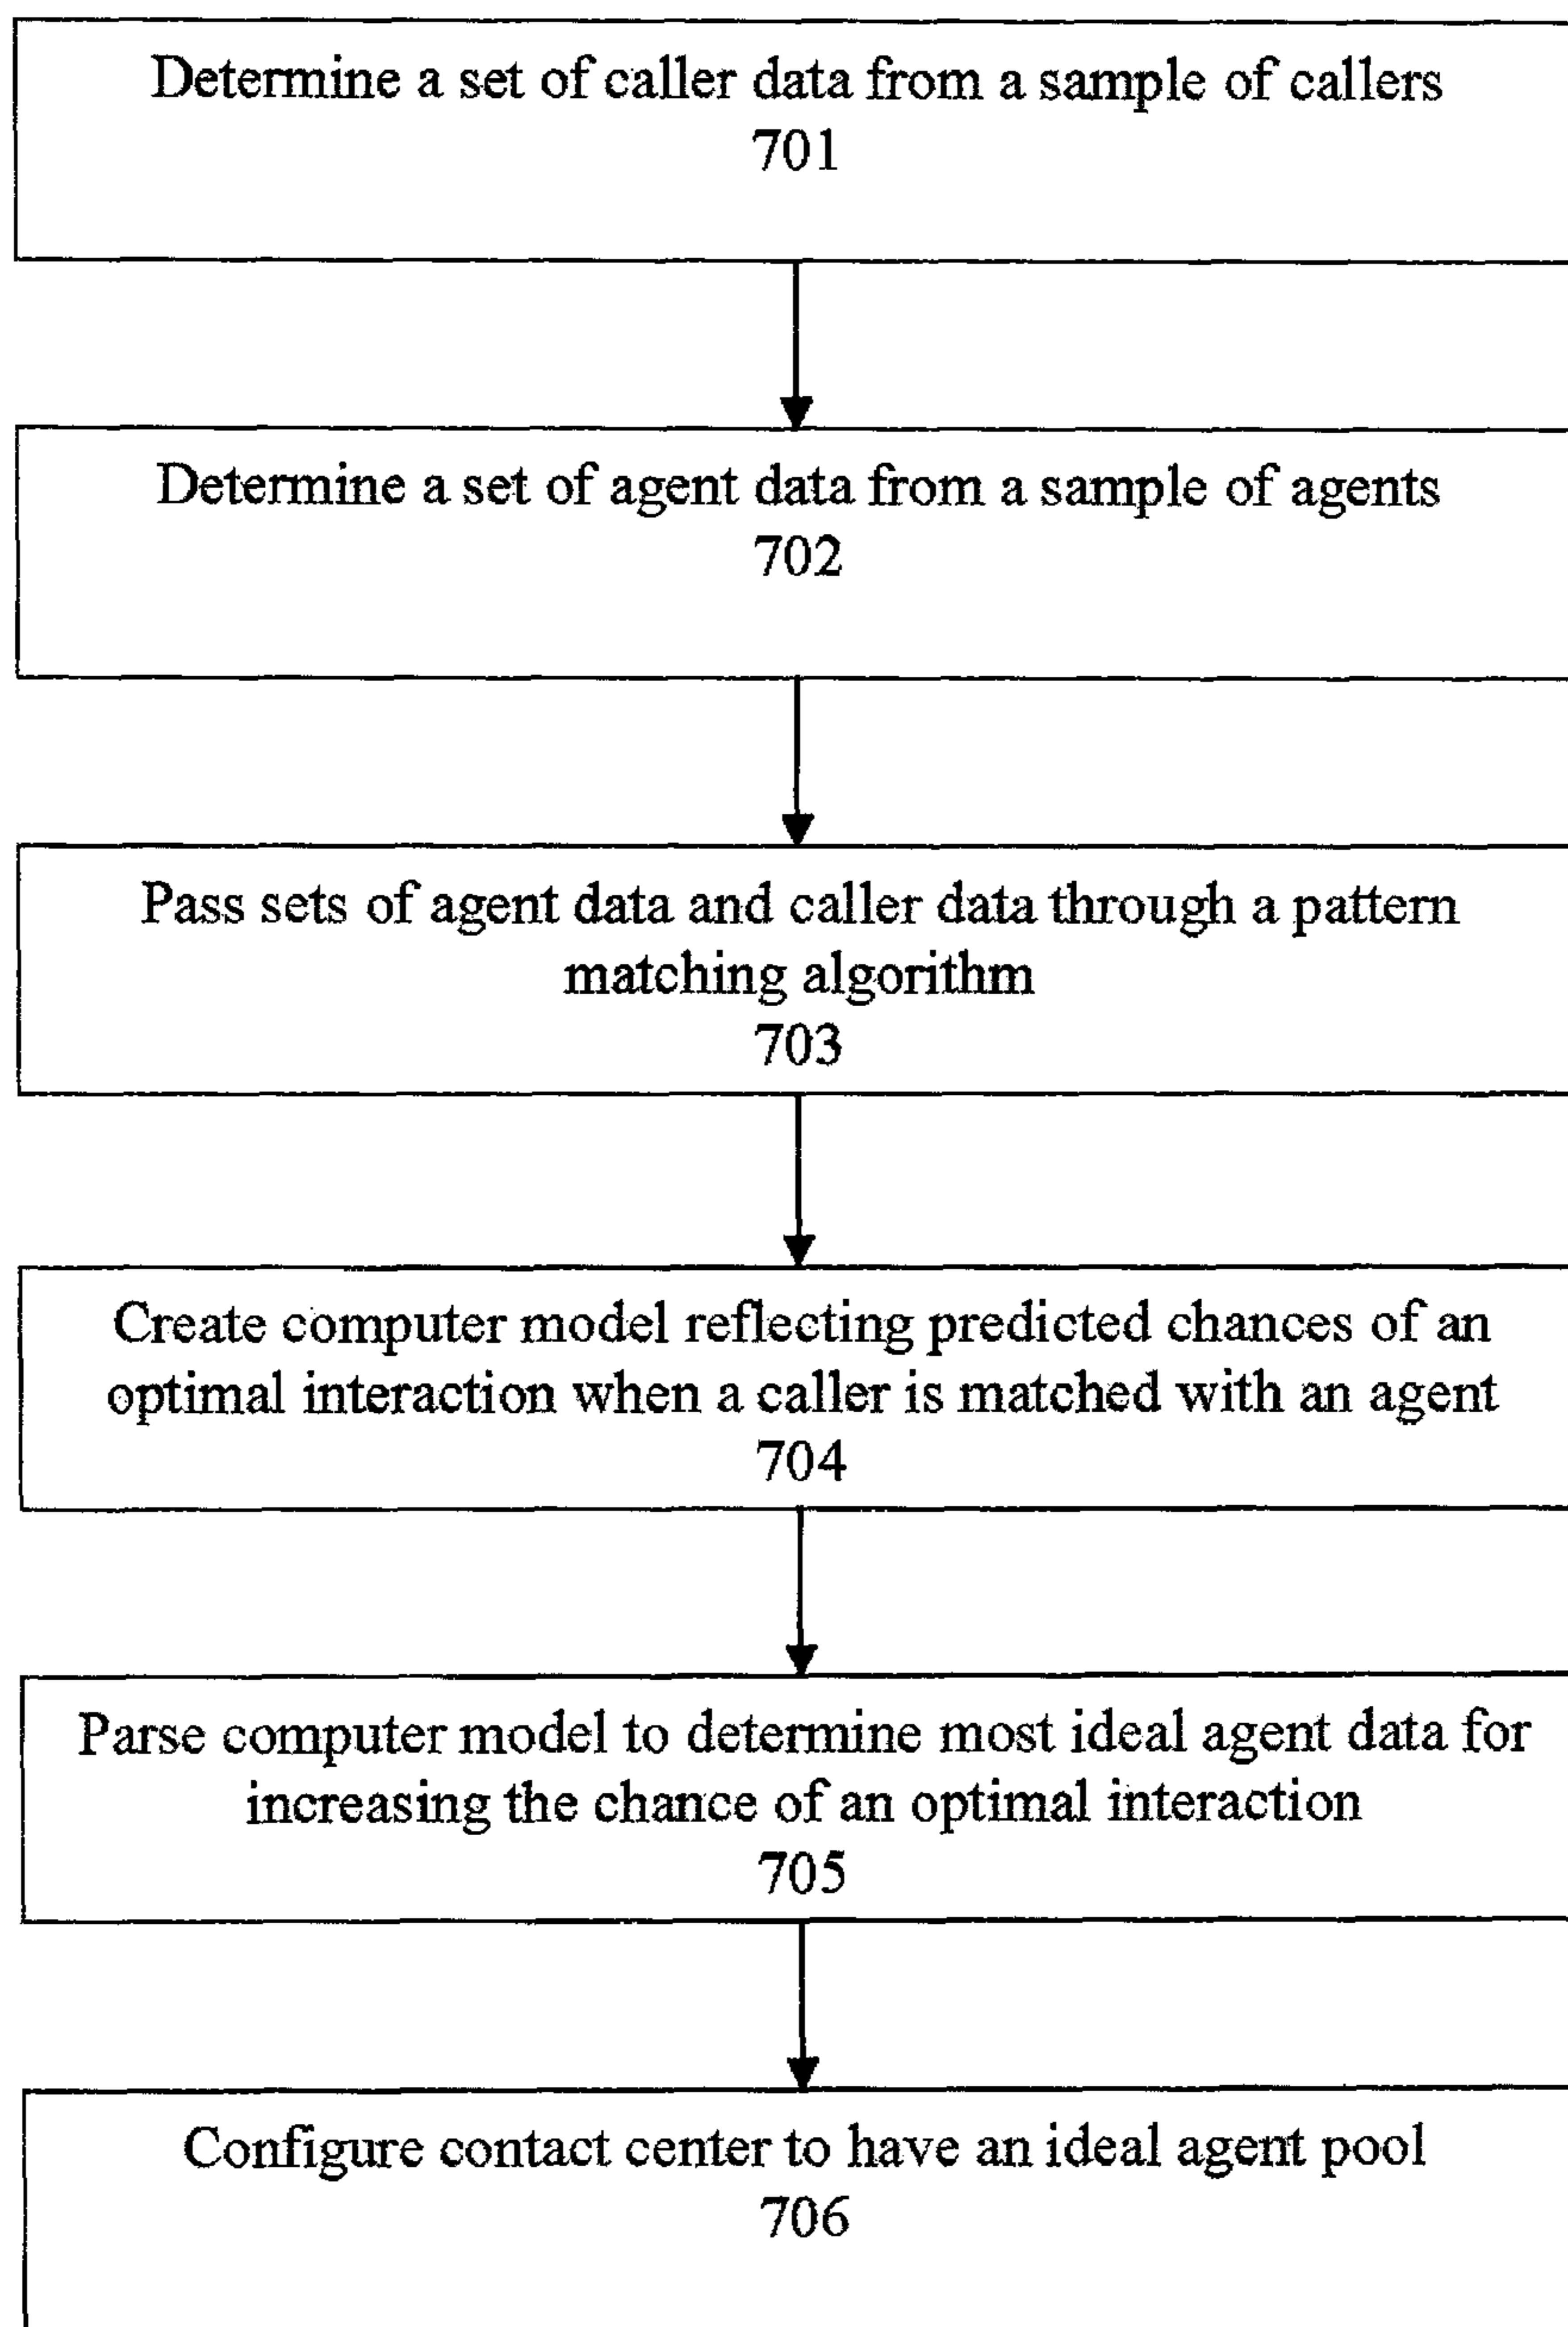 Determine a set of caller data from a sample of callers
701
Determine a set of agent data from a sample of agents
702
Pass sets of agent data and caller data through a pattern
matching algorithm
703
Create computer model reflecting predicted chances of an
optimal interaction when a caller is matched with an agent
704
Parse computer model to determine most ideal agent data for
increasing the chance of an optimal interaction
705
Configure contact center to have an ideal agent pool
706